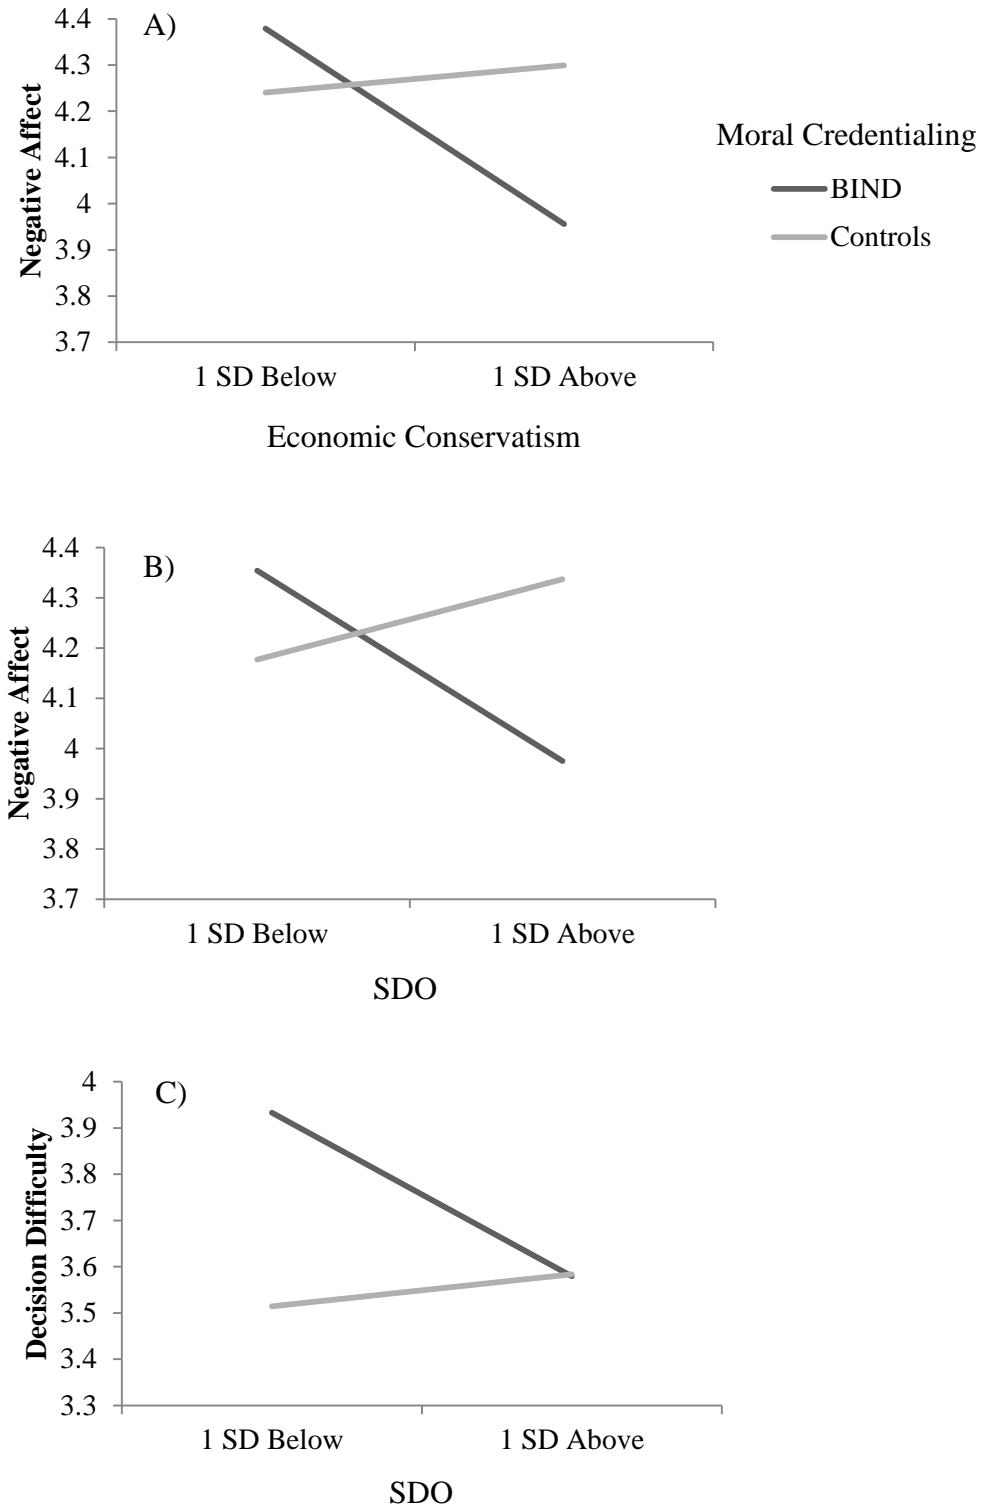 A)
4.4
4.3
4.2
4.1
4
3.9
3.8
3.7
Negative Affect
1 SD Below
1 SD Above
Economic Conservatism
Moral Credentialing
BIND
Controls
B)
4.4
4.3
4.2
4.1
4
3.9
3.8
3.7
Negative Affect
1 SD Below
1 SD Above
SDO
C)
4
3.9
3.8
3.7
3.6
3.5
3.4
3.3
Decision Difficulty
1 SD Below
1 SD Above
SDO